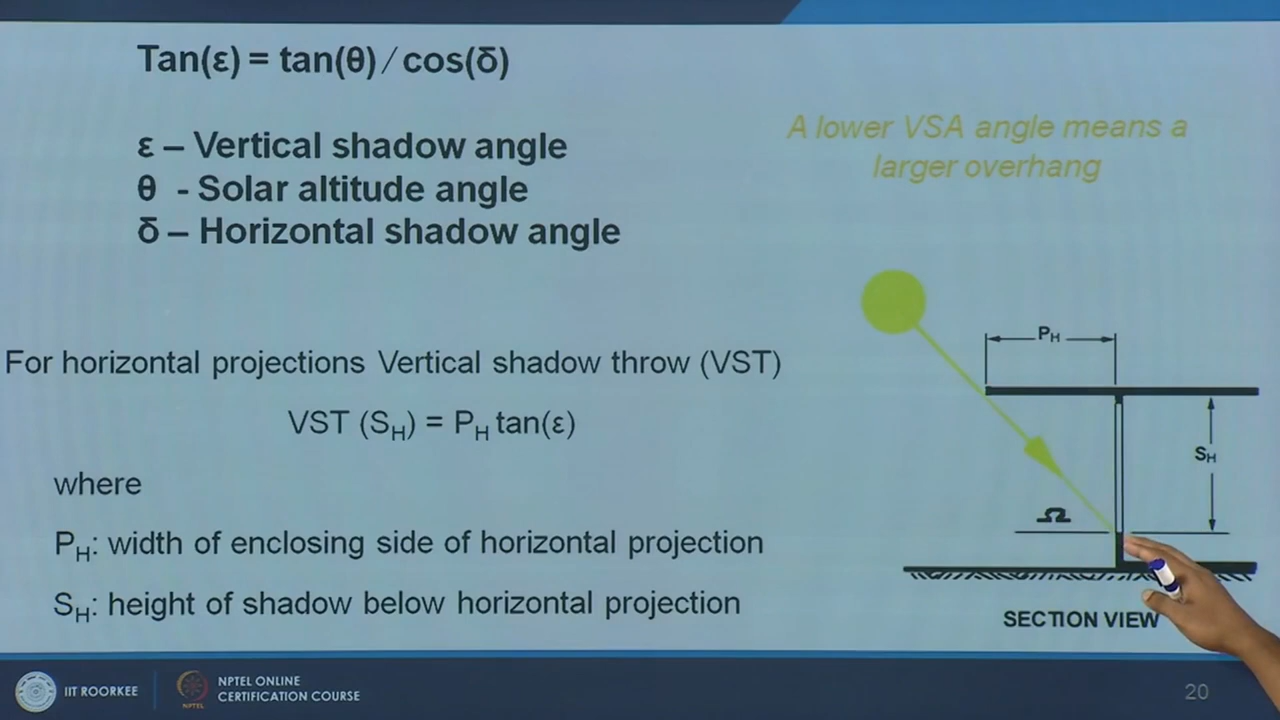 Tan(ε) = tan(θ) / cos(δ)
ε – Vertical shadow angle
θ - Solar altitude angle
δ – Horizontal shadow angle
A lower VSA angle means a
larger overhang
For horizontal projections Vertical shadow throw (VST)
VST (S_H) = P_H tan(ε)
where
P_H: width of enclosing side of horizontal projection
S_H: height of shadow below horizontal projection
P_H
S_H
Ω
SECTION VIEW
IIT ROORKEE
NPTEL
NPTEL ONLINE
CERTIFICATION COURSE
20